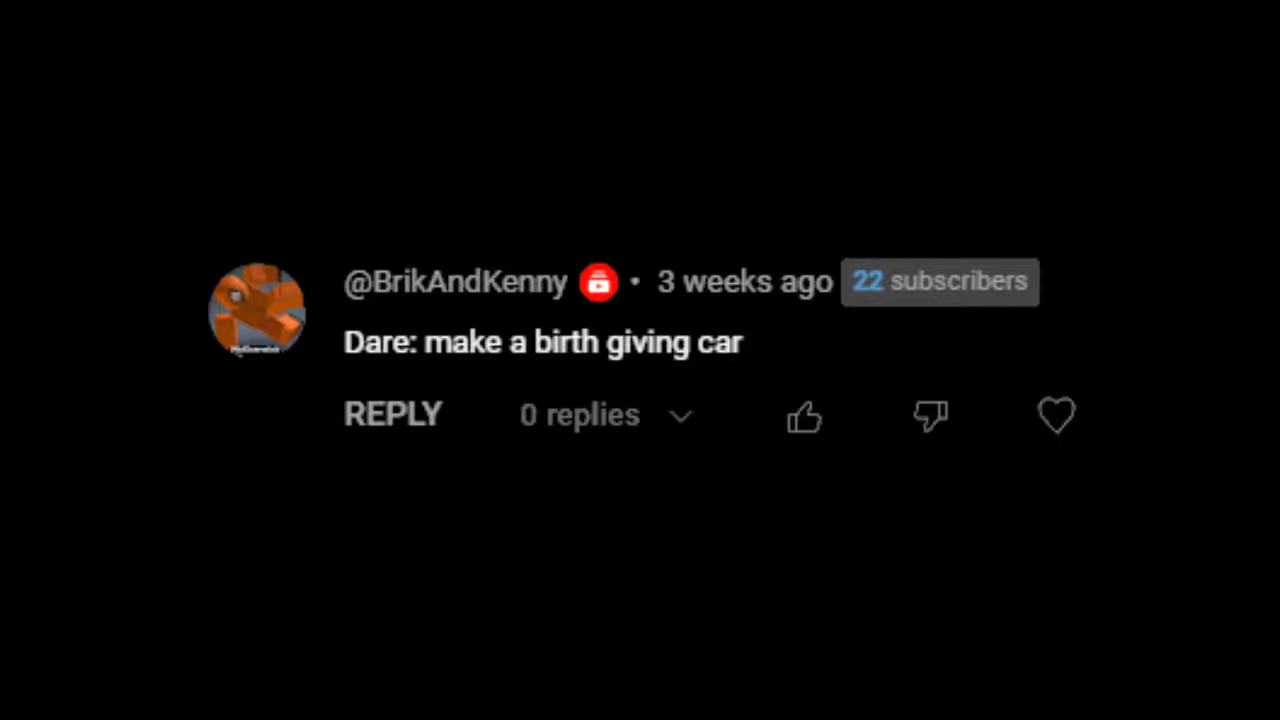 @BrikAndKenny • 3 weeks ago 22 subscribers
Dare: make a birth giving car
REPLY 0 replies